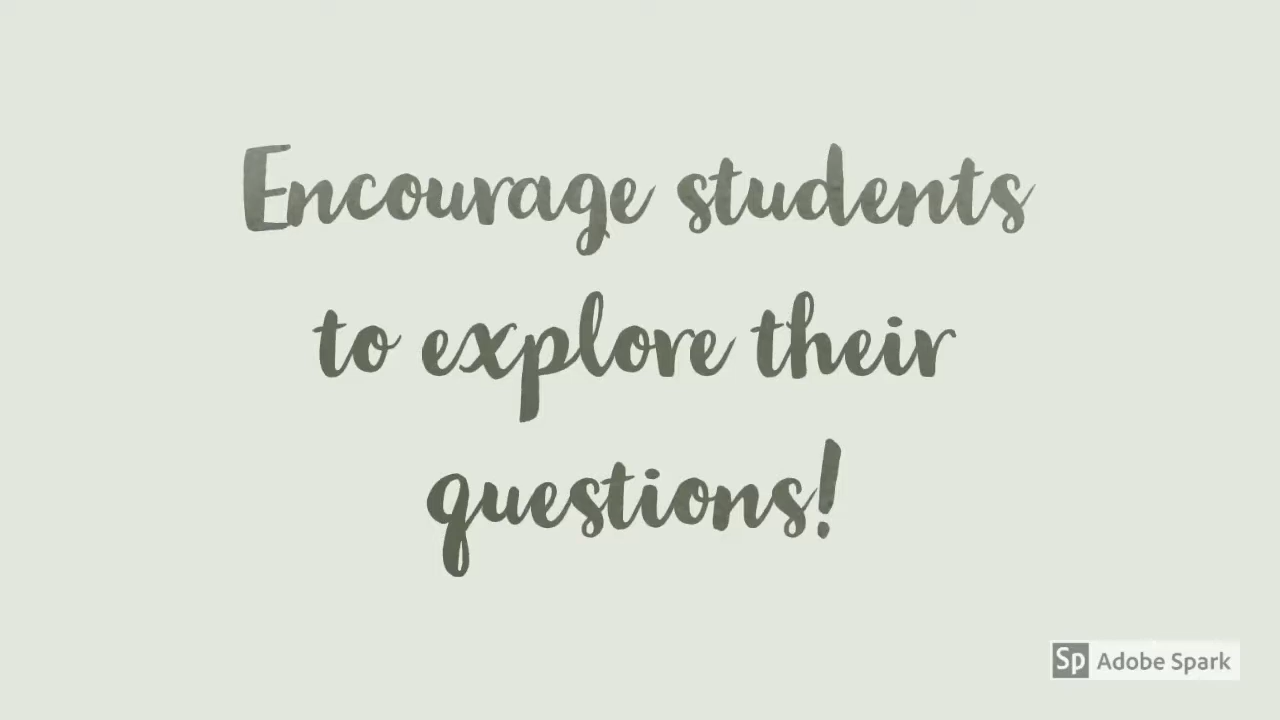 Encourage students
to explore their
questions!
Sp Adobe Spark